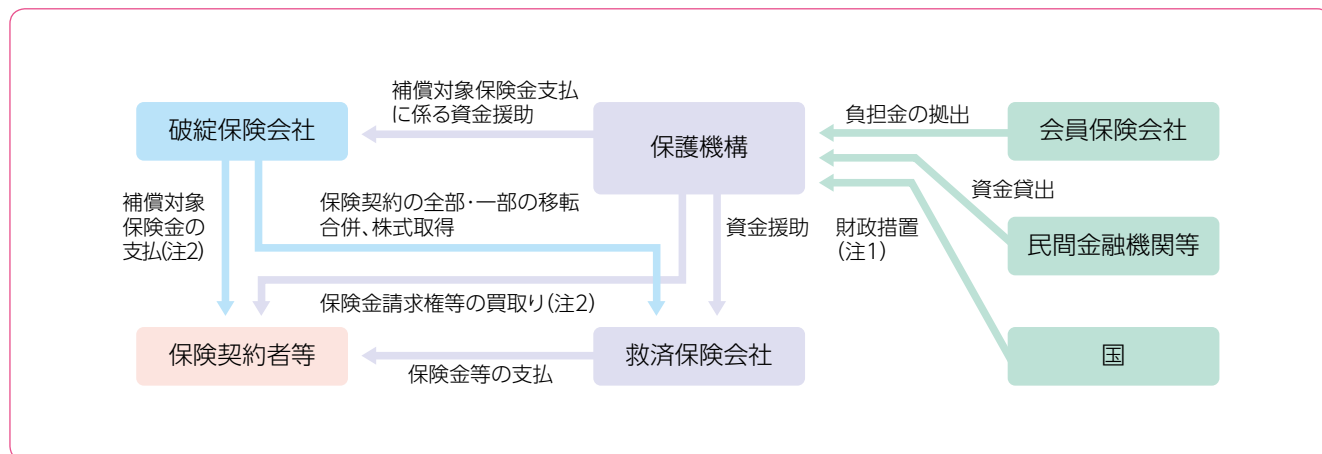 補償対象保険金支払
に係る資金援助
破綻保険会社
保護機構
負担金の拠出
会員保険会社
補償対象
保険金の
支払(注2)
保険契約の全部・一部の移転
合併、株式取得
資金援助
財政措置
(注1)
資金貸出
民間金融機関等
保険金請求権等の買取り(注2)
保険契約者等
保険金等の支払
救済保険会社
国